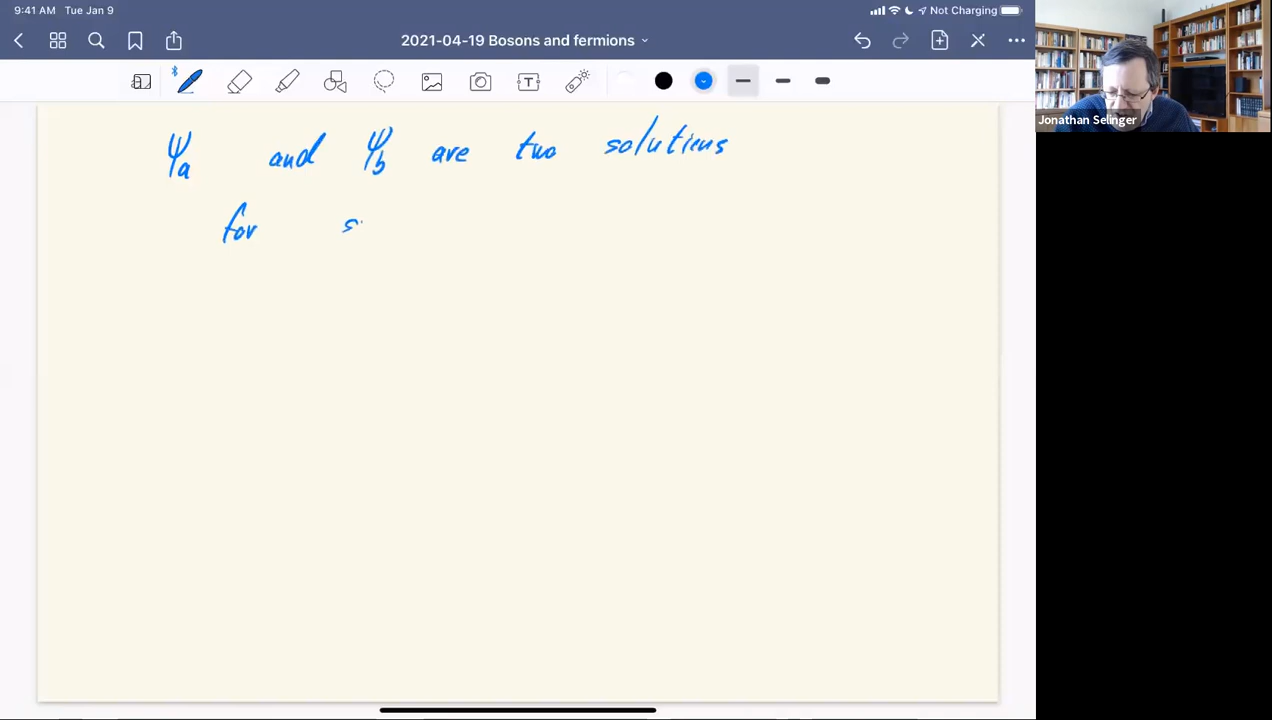 9:41 AM Tue Jan 9
Not Charging
2021-04-19 Bosons and fermions
T
Jonathan Selinger
ψa and ψb are two solutions
for s